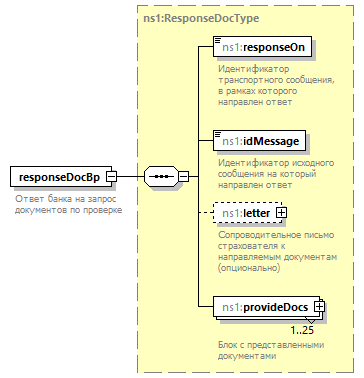 ns1:ResponseDocType
ns1:responseOn
Идентификатор
транспортного сообщения,
в рамках которого
направлен ответ
ns1:idMessage
Идентификатор исходного
сообщения на который
направлен ответ
responseDocBp
Ответ банка на запрос
документов по проверке
ns1:letter
Сопроводительное письмо
страхователя к
направляемым документам
(опционально)
ns1:provideDocs
1..25
Блок с представленными
документами